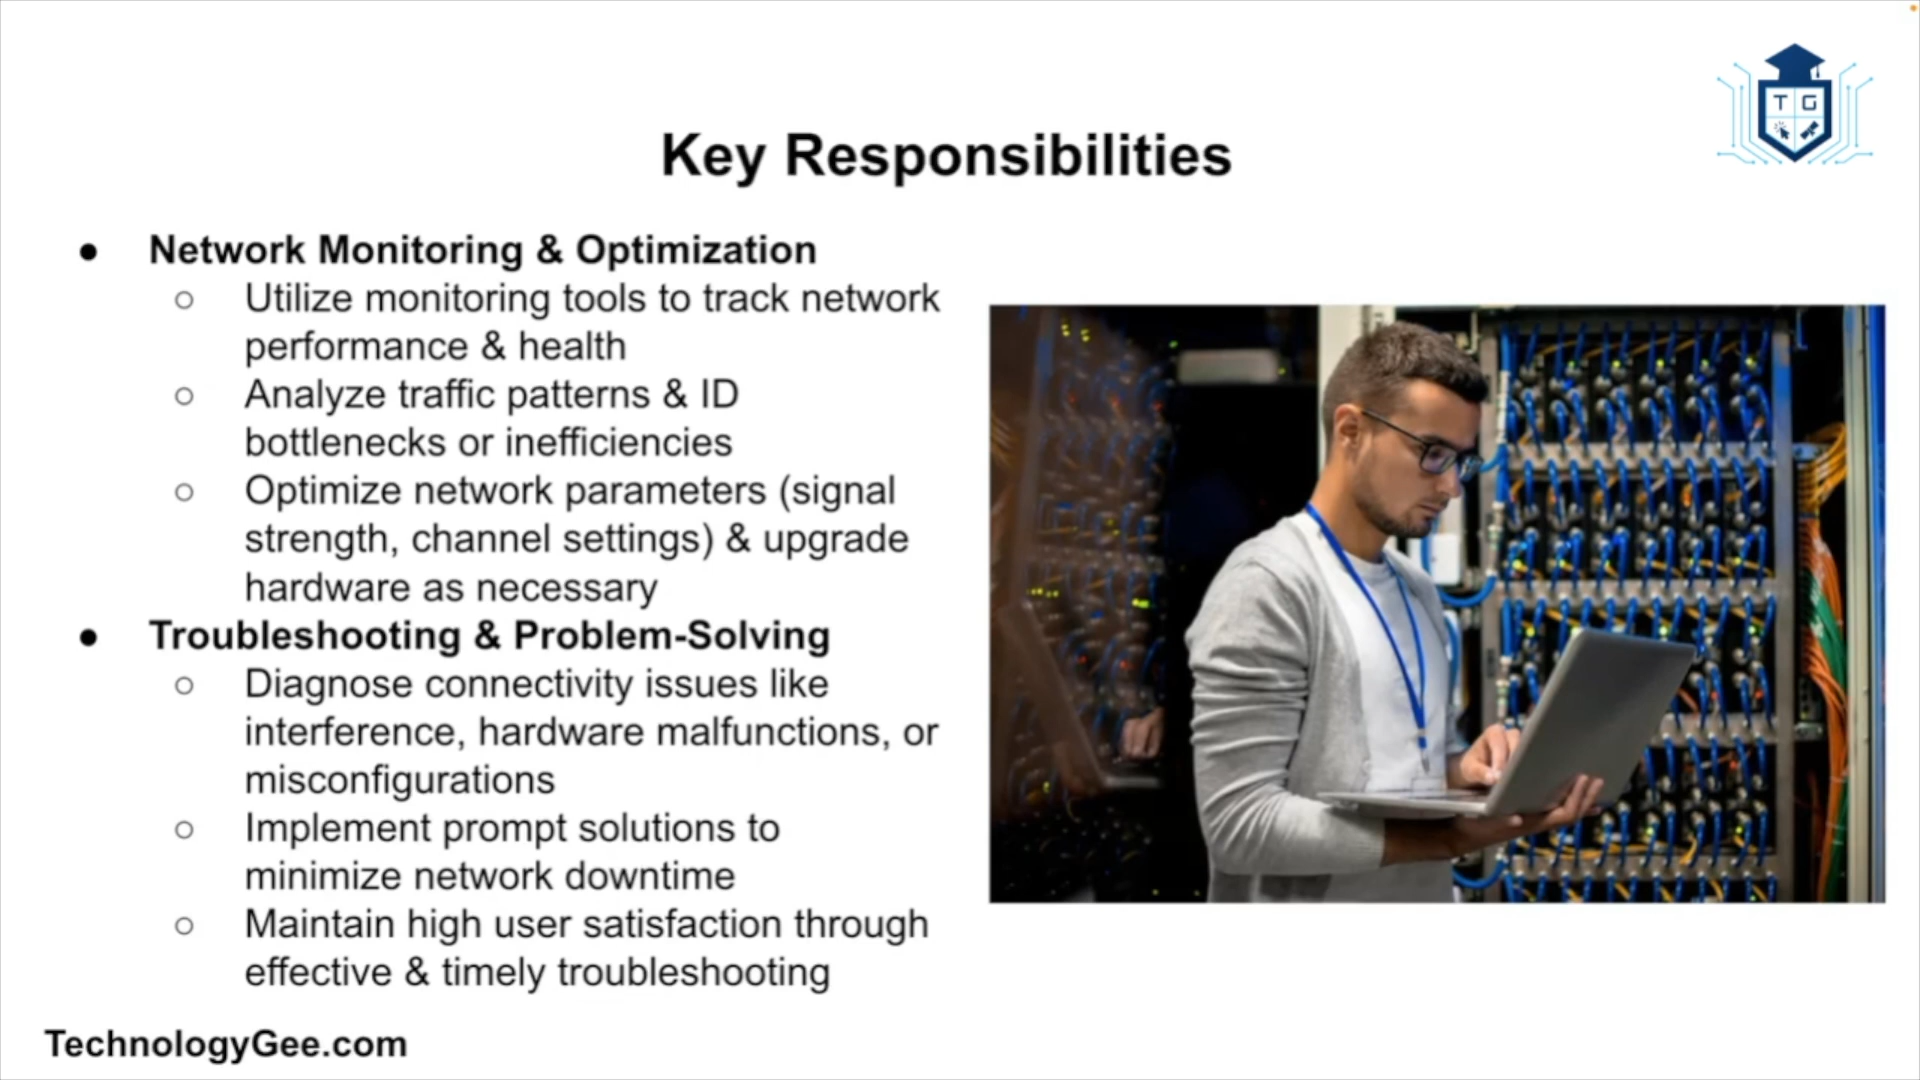 T G
Key Responsibilities
● Network Monitoring & Optimization
○ Utilize monitoring tools to track network
performance & health
○ Analyze traffic patterns & ID
bottlenecks or inefficiencies
○ Optimize network parameters (signal
strength, channel settings) & upgrade
hardware as necessary
● Troubleshooting & Problem-Solving
○ Diagnose connectivity issues like
interference, hardware malfunctions, or
misconfigurations
○ Implement prompt solutions to
minimize network downtime
○ Maintain high user satisfaction through
effective & timely troubleshooting
TechnologyGee.com